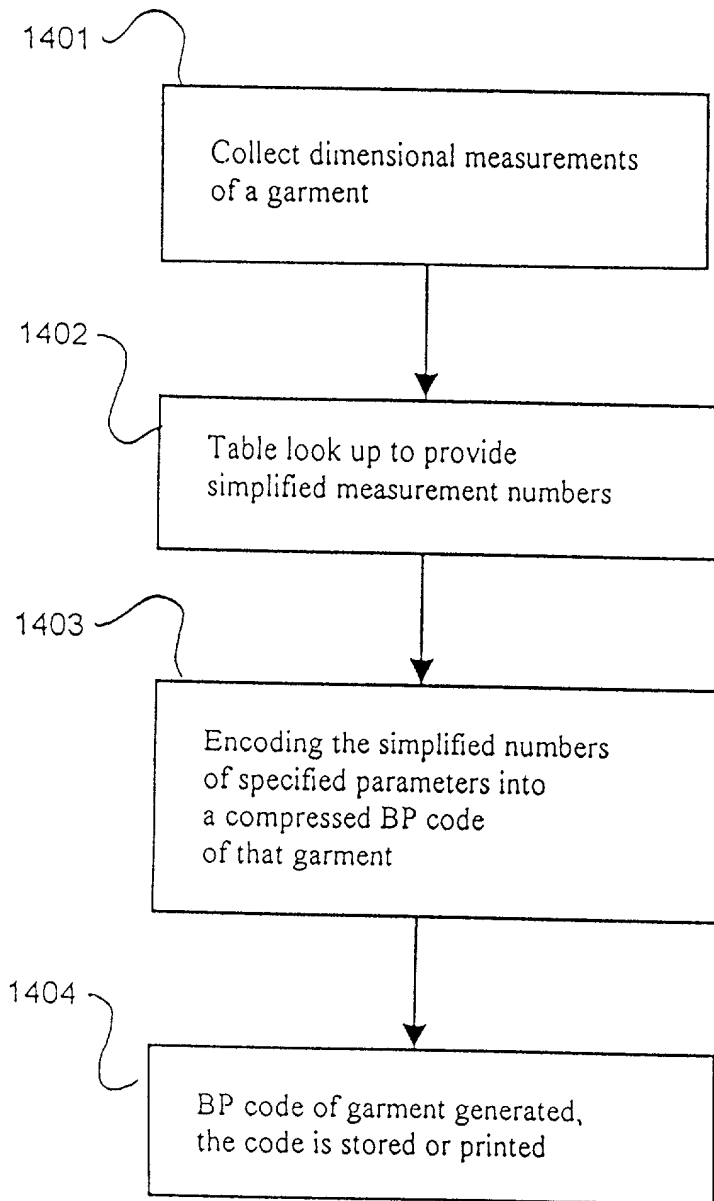 1401
Collect dimensional measurements
of a garment
1402
Table look up to provide
simplified measurement numbers
1403
Encoding the simplified numbers
of specified parameters into
a compressed BP code
of that garment
1404
BP code of garment generated,
the code is stored or printed